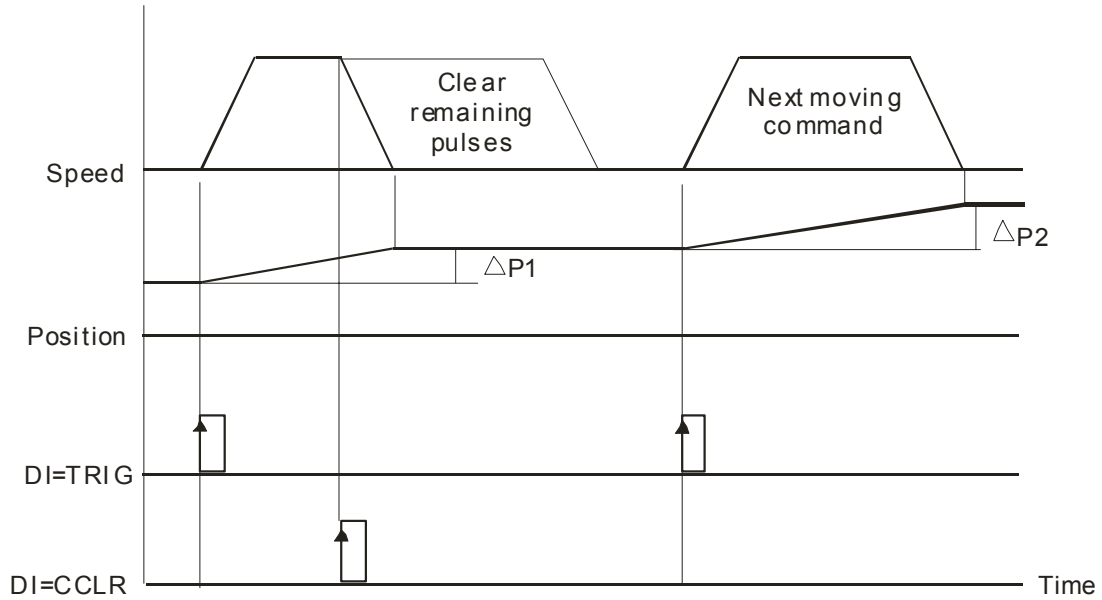 Clear
remaining
pulses
Next moving
command
Speed
△P1
△P2
Position
DI=TRIG
DI=CCLR
Time